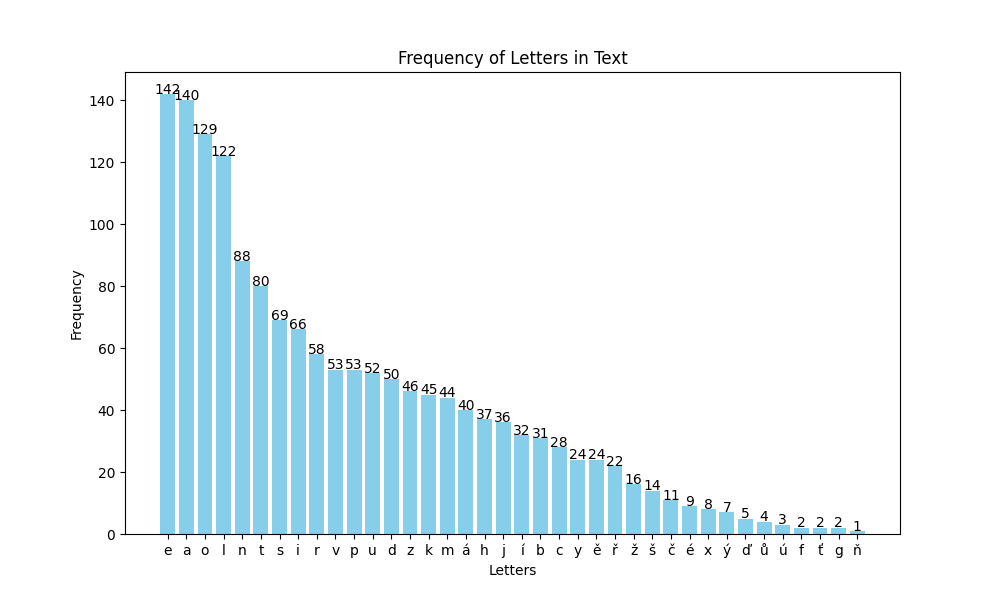 Frequency of Letters in Text
Frequency
140
120
100
80
60
40
20
0
142 140 129 122 88 80 69 66 58 53 53 52 50 46 45 44 40 37 36 32 31 28 24 24 22 16 14 11 9 8 7 5 4 3 2 2 2 1
e a o l n t s i r v p u d z k m á h j í b c y ě ř ž š č é x ý ď ů ú f ť g ň
Letters